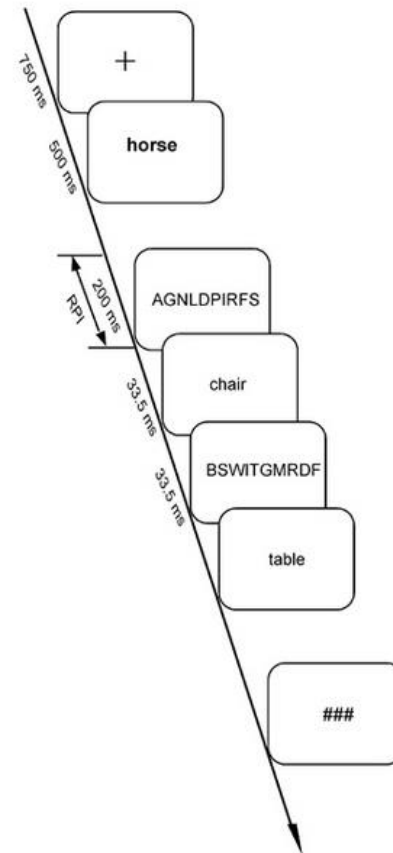 +
750 ms
horse
500 ms
AGNLDPIRFS
200 ms
RPI
chair
33.5 ms
BSWITGMRDF
33.5 ms
table
###